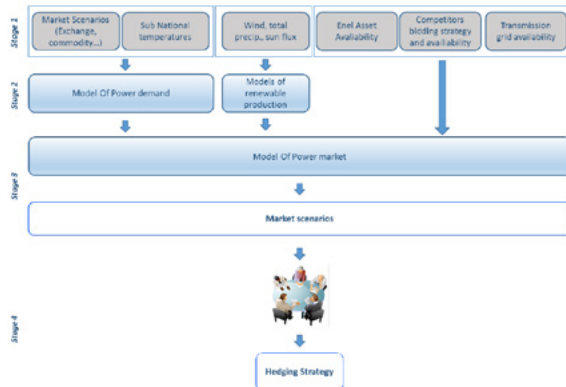 Stage 1
Market Scenarios
(Exchange,
commodity...)
Sub National
temperatures
Wind, total
precip., sun flux
Enel Asset
Availability
Competitors
bidding strategy
and availability
Transmission
grid availability
Stage 2
Model Of Power demand
Models of
renewable
production
Stage 3
Model Of Power market
Market scenarios
Stage 4
Hedging Strategy